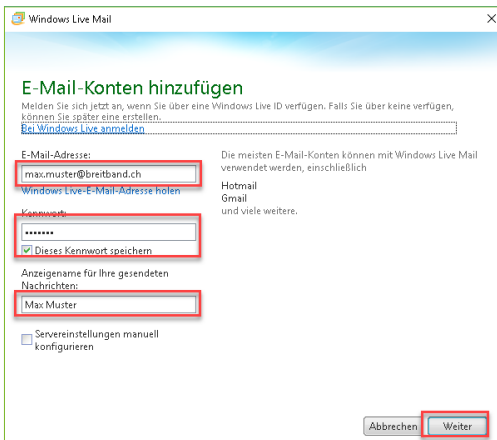 Windows Live Mail
E-Mail-Konten hinzufügen
Melden Sie sich jetzt an, wenn Sie über eine Windows Live ID verfügen. Falls Sie über keine verfügen,
können Sie später eine erstellen.
Bei Windows Live anmelden
E-Mail-Adresse:
max.muster@breitband.ch
Windows Live-E-Mail-Adresse holen
Kennwort:
•••••••
Dieses Kennwort speichern
Anzeigename für Ihre gesendeten
Nachrichten:
Max Muster
Servereinstellungen manuell
konfigurieren
Die meisten E-Mail-Konten können mit Windows Live Mail
verwendet werden, einschließlich
Hotmail
Gmail
und viele weitere.
Abbrechen
Weiter